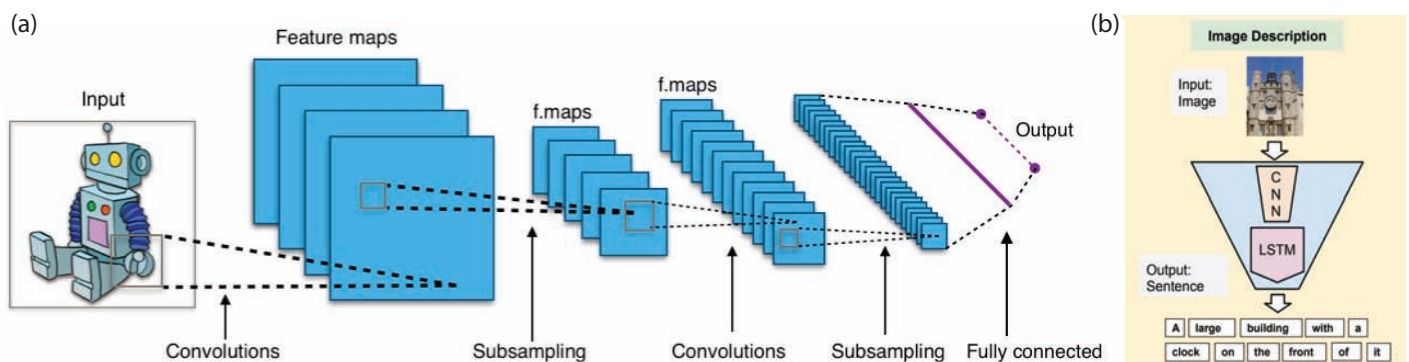 (a)
Input
Feature maps
f.maps
f.maps
Output
Convolutions
Subsampling
Convolutions
Subsampling
Fully connected
(b)
Image Description
Input:
Image
C
N
N
LSTM
Output:
Sentence
A large building with a
clock on the front of it